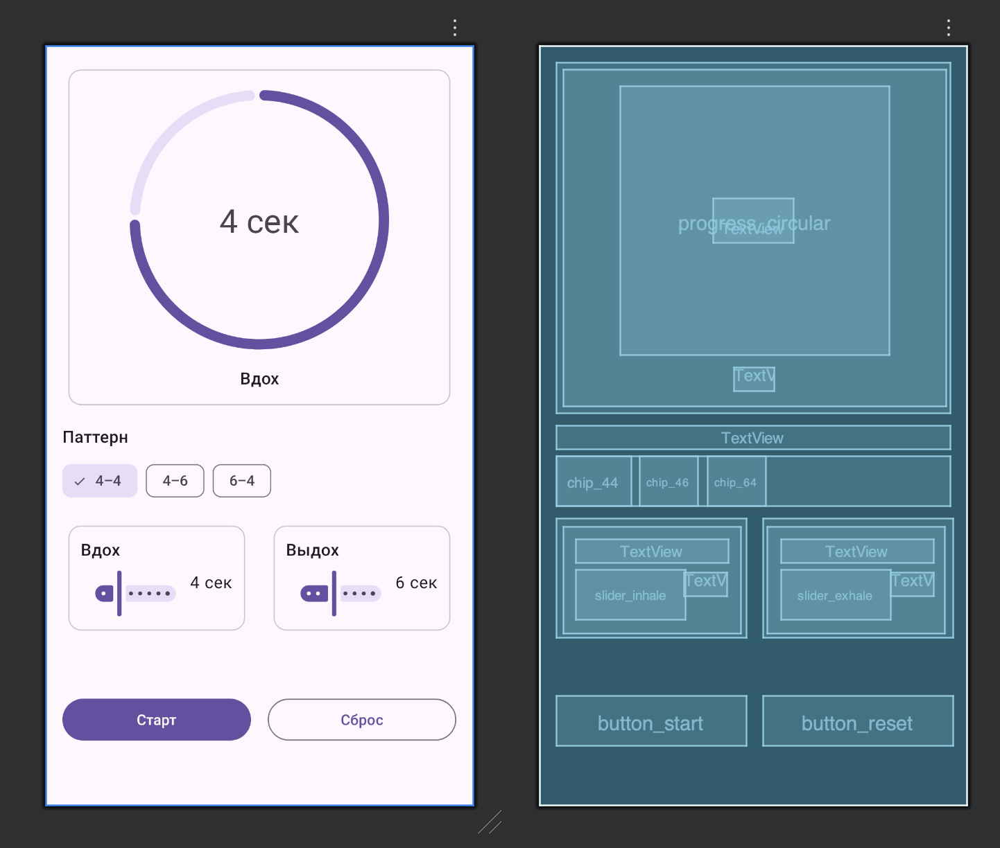 4 сек
Вдох
Паттерн
4–4 4–6 6–4
Вдох
4 сек
Выдох
6 сек
Старт
Сброс
progress_circular
TextView
TextV
TextView
chip_44 chip_46 chip_64
TextView
slider_inhale TextV
TextView
slider_exhale TextV
button_start button_reset